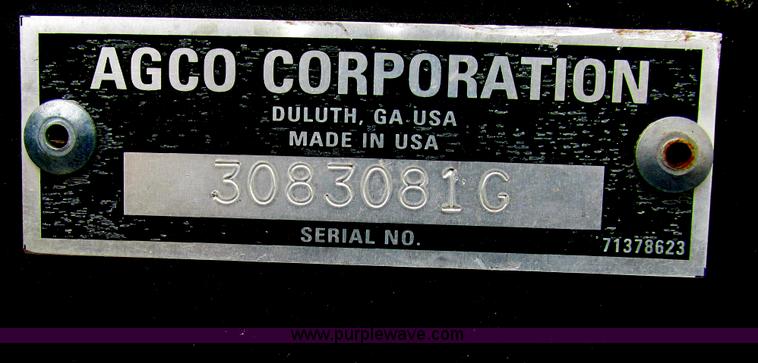 AGCO CORPORATION
DULUTH, GA USA
MADE IN USA
3083081G
SERIAL NO.
71378623
www.purplewave.com